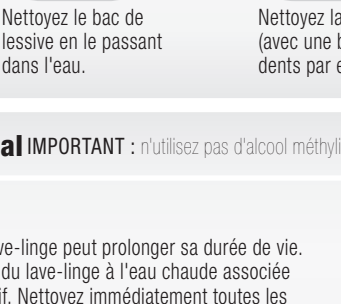 Nettoyez le bac de
lessive en le passant
dans l'eau.
Nettoyez la
(avec une b
dents par e
al IMPORTANT : n'utilisez pas d'alcool méthyli
ve-linge peut prolonger sa durée de vie.
du lave-linge à l'eau chaude associée
if. Nettoyez immédiatement toutes les